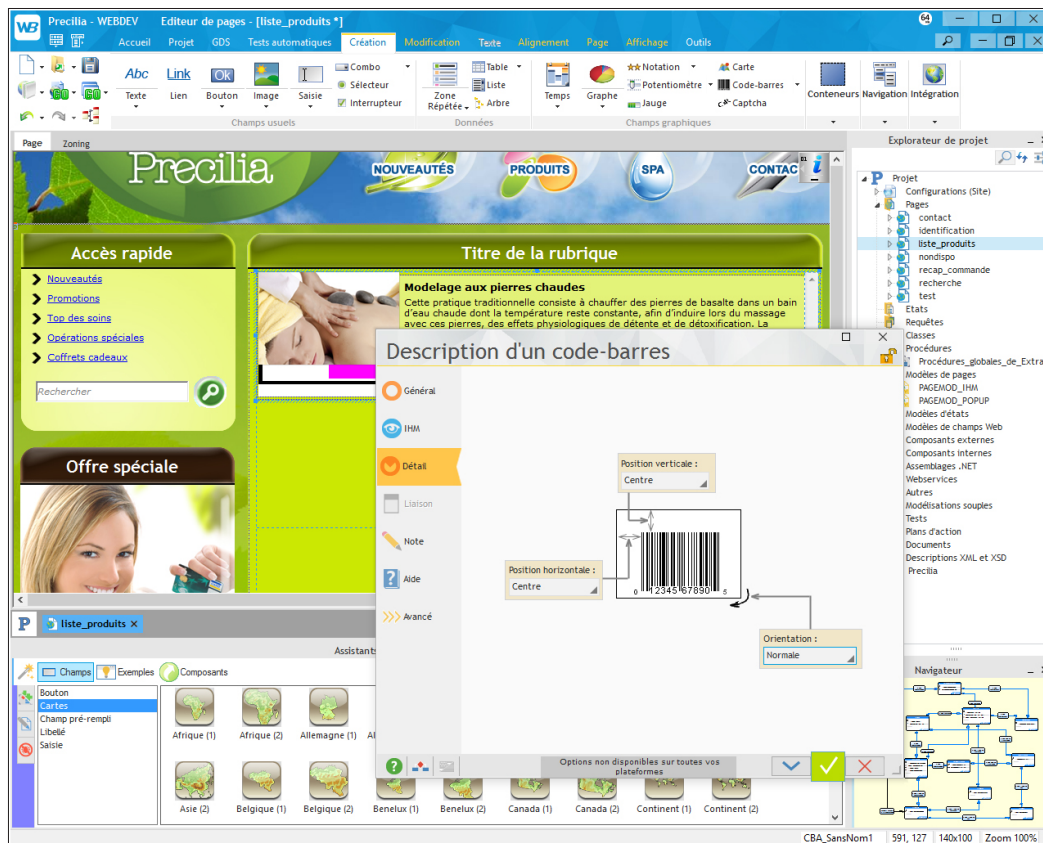 Precilia - WEBDEV Editeur de pages - [liste_produits *]
64
WB
Accueil Projet GDS Tests automatiques Création Modification Texte Alignement Page Affichage Outils
Abc Link Ok
Texte Lien Bouton Image Saisie
Combo
Sélecteur
Interrupteur
Champs usuels
Zone Répétée
Table
Liste
Arbre
Données
Temps Graphe
Notation
Potentiomètre
Jauge
Carte
Code-barres
Captcha
Champs graphiques
Conteneurs Navigation Intégration
Page Zoning
Precilia
NOUVEAUTÉS PRODUITS SPA CONTAC
Accès rapide
Nouveautés
Promotions
Top des soins
Opérations spéciales
Coffrets cadeaux
Rechercher
Offre spéciale
Titre de la rubrique
Modelage aux pierres chaudes
Cette pratique traditionnelle consiste à chauffer des pierres de basalte dans un bain
d'eau chaude dont la température reste constante, afin d'induire lors du massage
avec ces pierres, des effets physiologiques de détente et de détoxification. La
Description d'un code-barres
Général
IHM
Détail
Liaison
Note
Aide
Avancé
Position verticale :
Centre
Position horizontale :
Centre
0 12345 67890 5
Orientation :
Normale
Options non disponibles sur toutes vos
plateformes
Explorateur de projet
Projet
Configurations (Site)
Pages
contact
identification
liste_produits
nondispo
recap_commande
recherche
test
Etats
Requêtes
Classes
Procédures
Procédures_globales_de_Extra
Modèles de pages
PAGEMOD_IHM
PAGEMOD_POPUP
Modèles d'états
Modèles de champs Web
Composants externes
Composants internes
Assemblages .NET
Webservices
Autres
Modélisations souples
Tests
Plans d'action
Documents
Descriptions XML et XSD
Precilia
Navigateur
liste_produits ×
Assistants
Champs Exemples Composants
Bouton
Cartes
Champ pré-rempli
Libellé
Saisie
Afrique (1) Afrique (2) Allemagne (1)
Asie (2) Belgique (1) Belgique (2) Benelux (1) Benelux (2) Canada (1) Canada (2) Continent (1) Continent (2)
CBA_SansNom1 591, 127 140x100 Zoom 100%